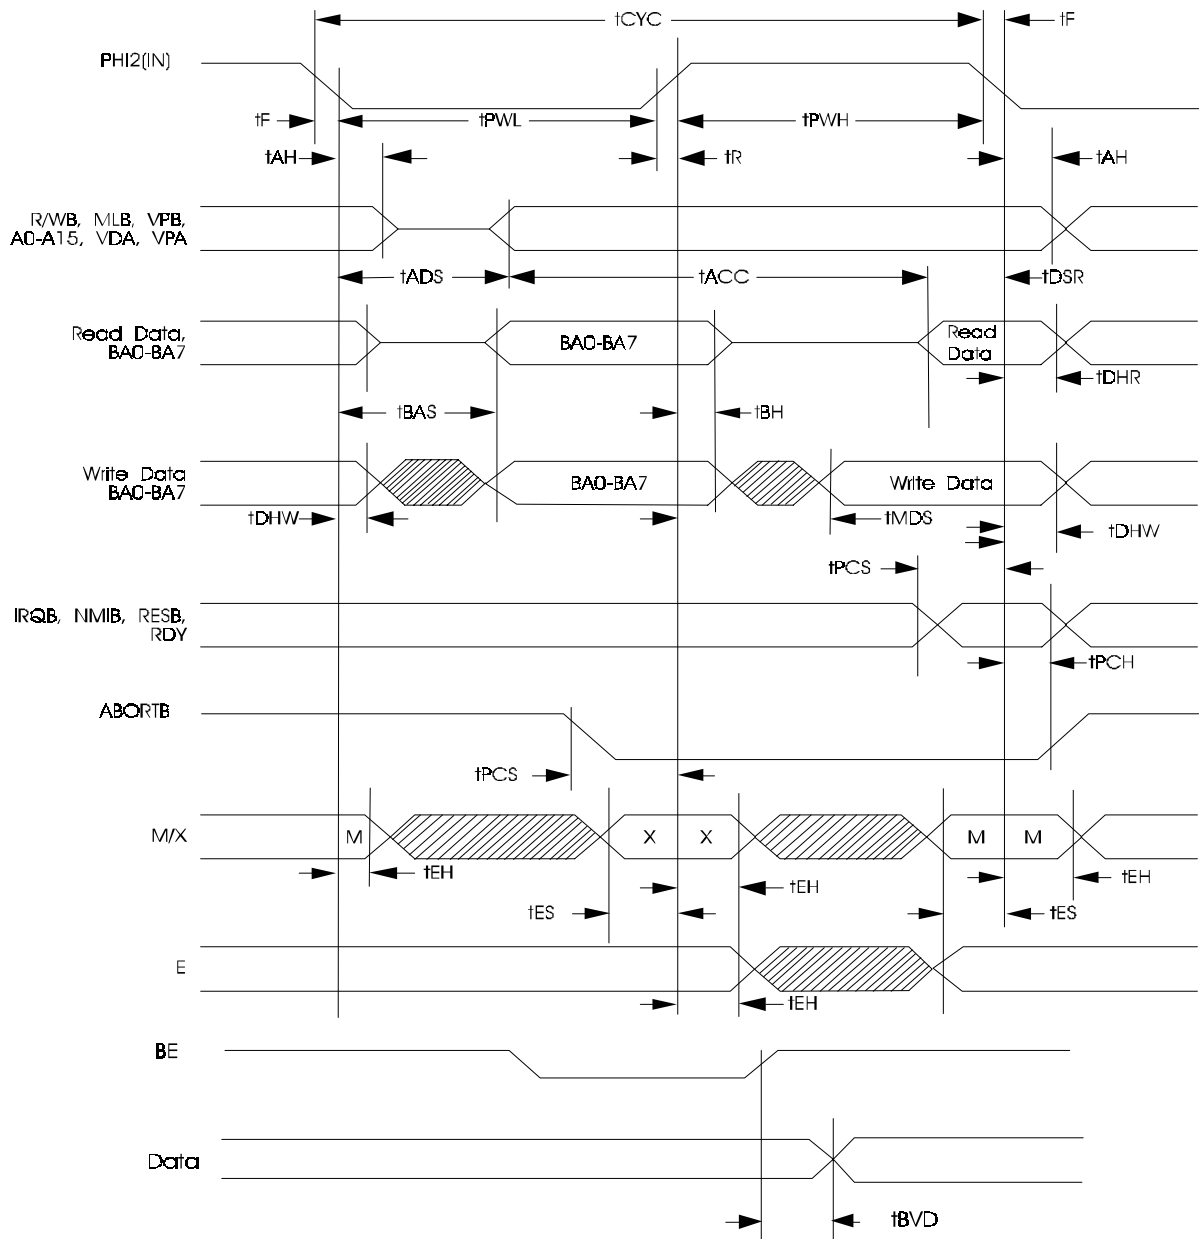 tCYC tF
PHI2(IN)
tF tPWL tPWH
tAH tR tAH
R/WB, MLB, VPB,
A0-A15, VDA, VPA
tADS tACC tDSR
Read Data,
BA0-BA7
BA0-BA7
Read
Data
tDHR
tBAS tBH
Write Data
BA0-BA7
BA0-BA7 Write Data
tDHW tMDS tDHW
tPCS
IRQB, NMIB, RESB,
RDY
tPCH
ABORTB
tPCS
M/X M X X M M
tEH tEH tEH
tES tES
E
tEH
BE
Data
tBVD